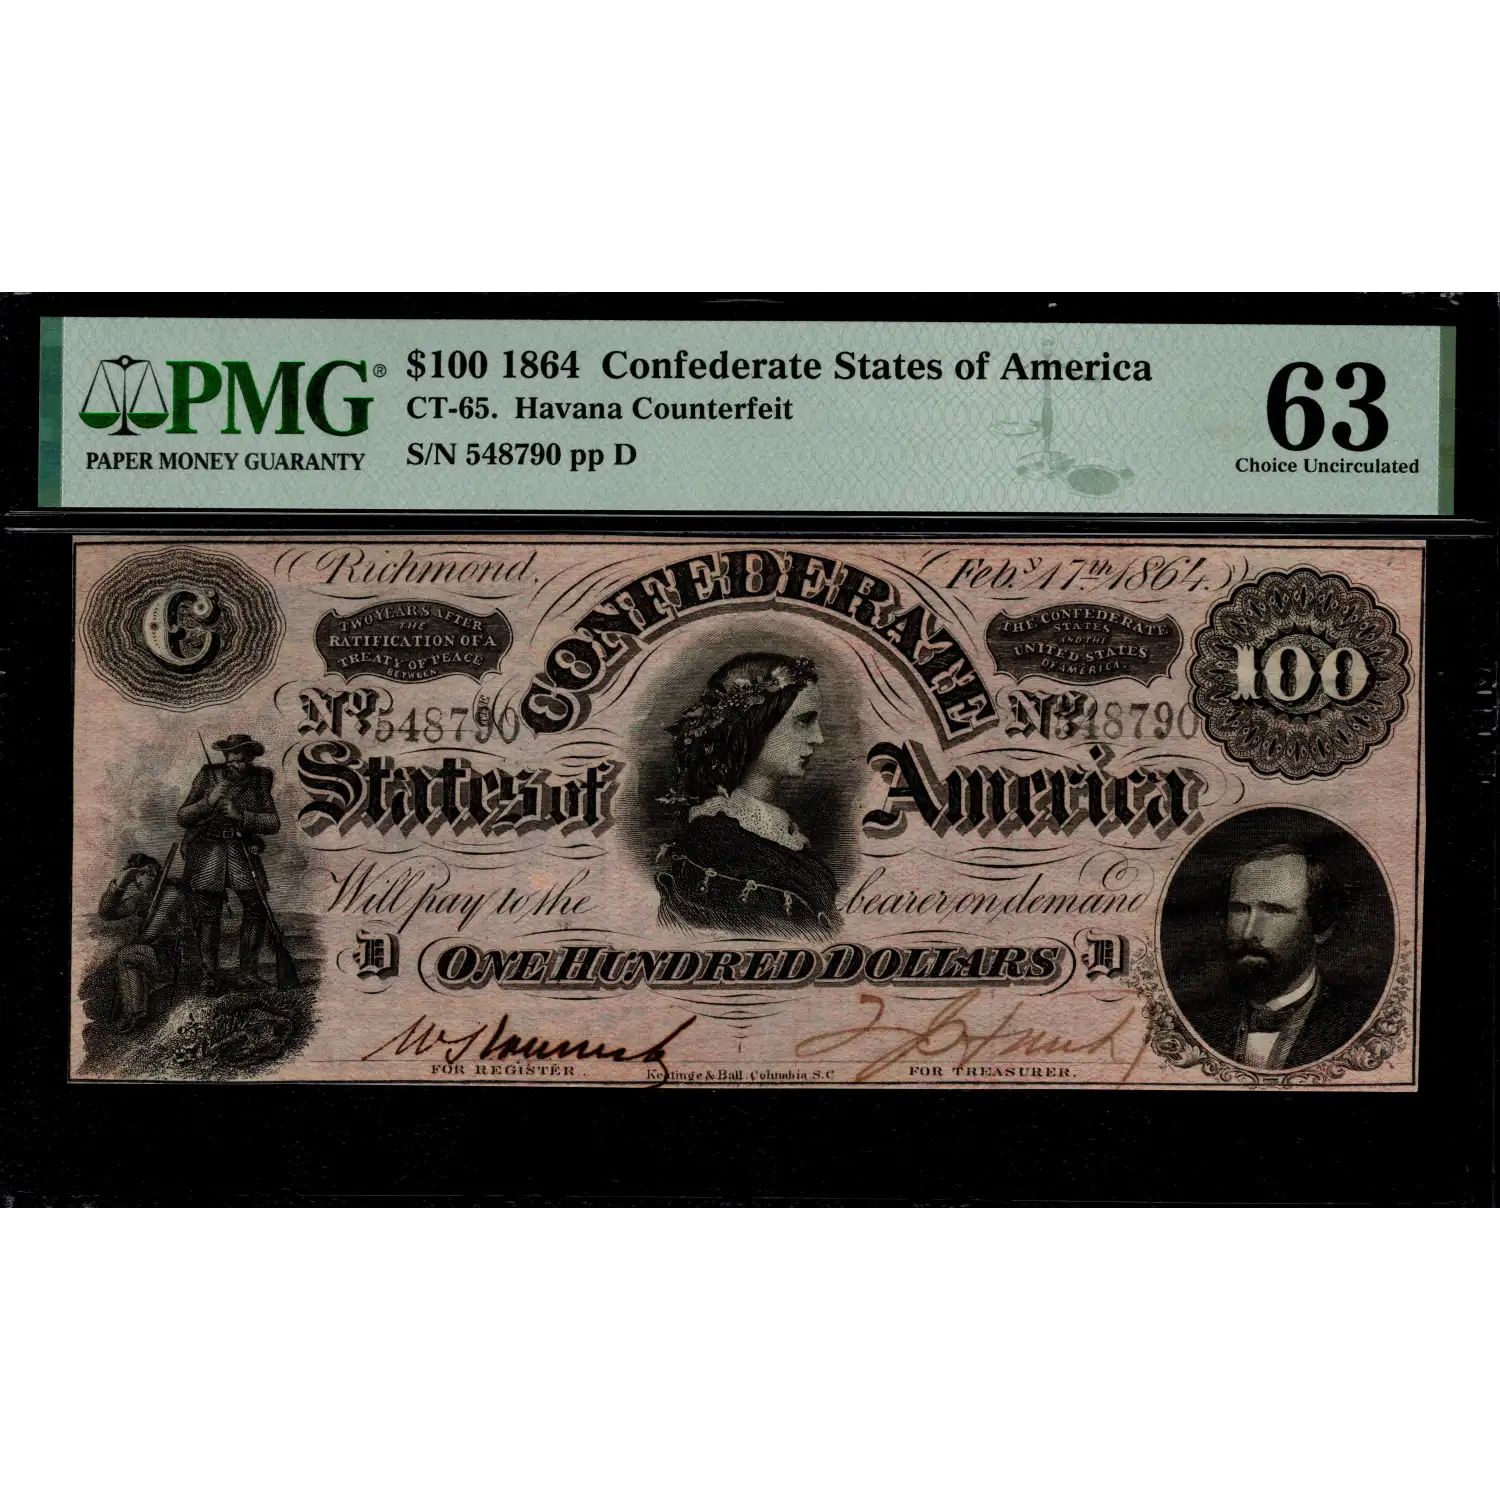 PMG®
PAPER MONEY GUARANTY
$100 1864 Confederate States of America
CT-65. Havana Counterfeit
S/N 548790 pp D
63
Choice Uncirculated
C
Richmond,
Feb.y 17th 1864.
TWO YEARS AFTER
THE
RATIFICATION OF A
TREATY OF PEACE
BETWEEN
CONFEDERATE
THE CONFEDERATE
STATES
AND THE
UNITED STATES
OF AMERICA.
100
No 548790
No 548790
States of America
Will pay to the bearer on demand
D ONE HUNDRED DOLLARS D
FOR REGISTER.
Keatinge & Ball, Columbia, S.C
FOR TREASURER.